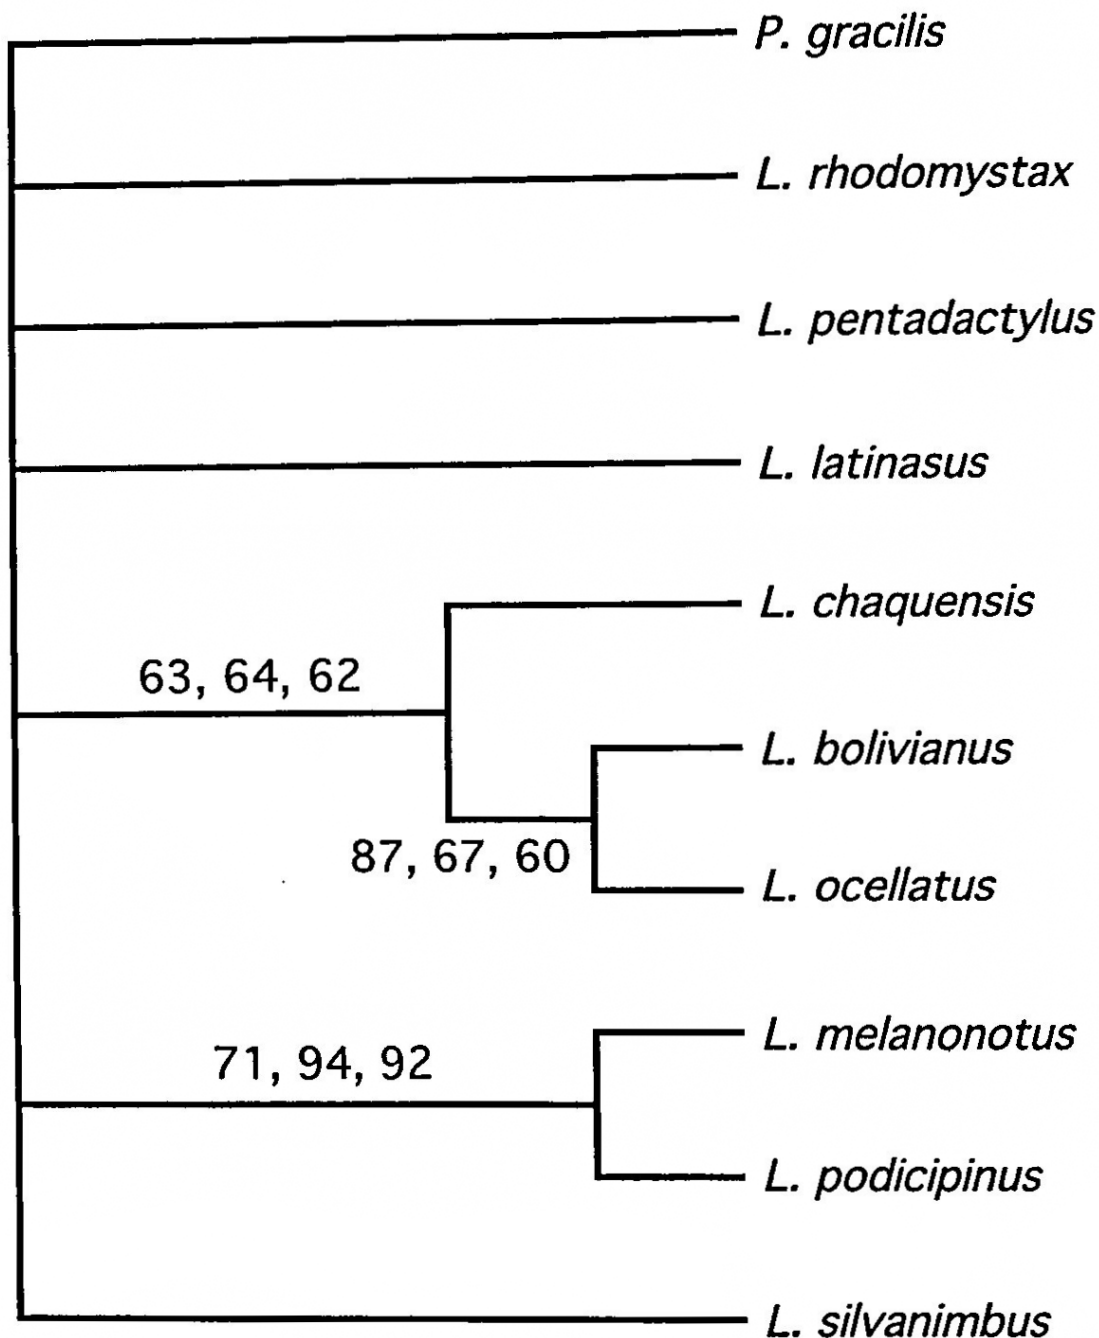 P. gracilis
L. rhodomystax
L. pentadactylus
L. latinasus
L. chaquensis
63, 64, 62
L. bolivianus
87, 67, 60
L. ocellatus
L. melanonotus
71, 94, 92
L. podicipinus
L. silvanimbus